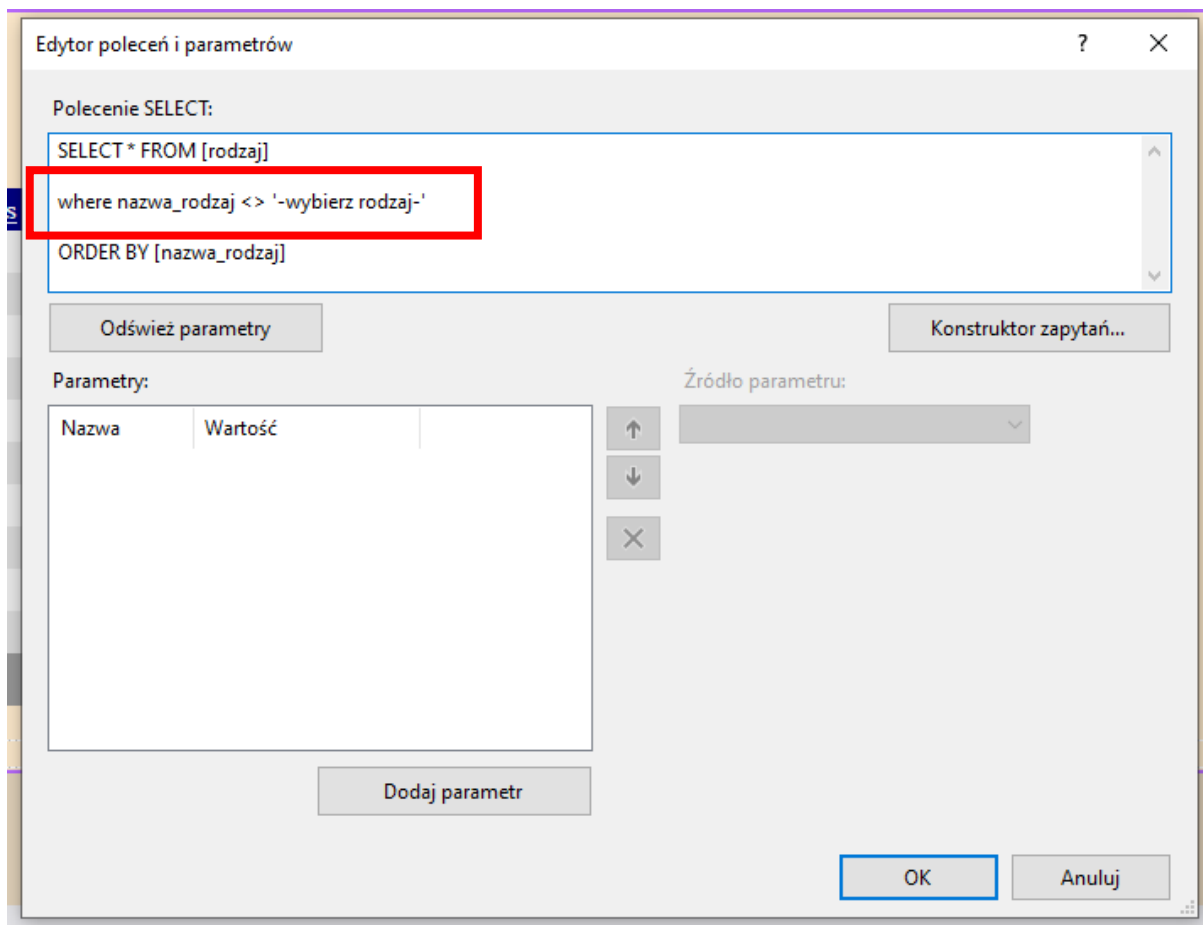 Edytor poleceń i parametrów
?
Polecenie SELECT:
SELECT * FROM [rodzaj]
where nazwa_rodzaj <> '-wybierz rodzaj-'
ORDER BY [nazwa_rodzaj]
s
Odśwież parametry
Konstruktor zapytań...
Parametry:
Źródło parametru:
Nazwa Wartość
Dodaj parametr
OK
Anuluj